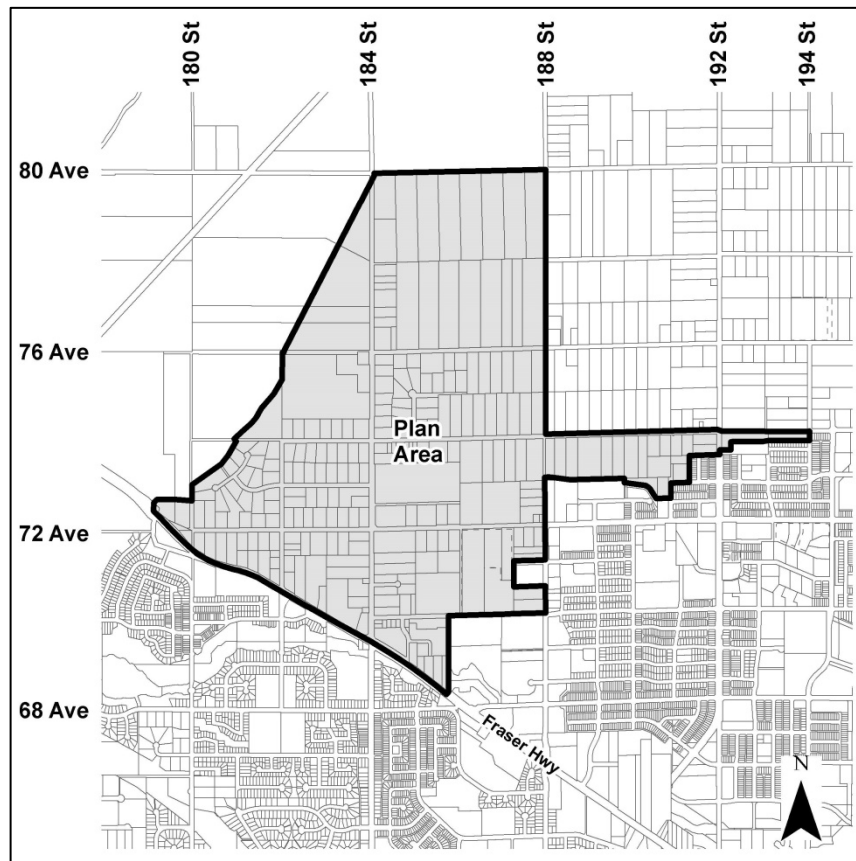 180 St
184 St
188 St
192 St
194 St
80 Ave
76 Ave
Plan
Area
72 Ave
68 Ave
Fraser Hwy
N